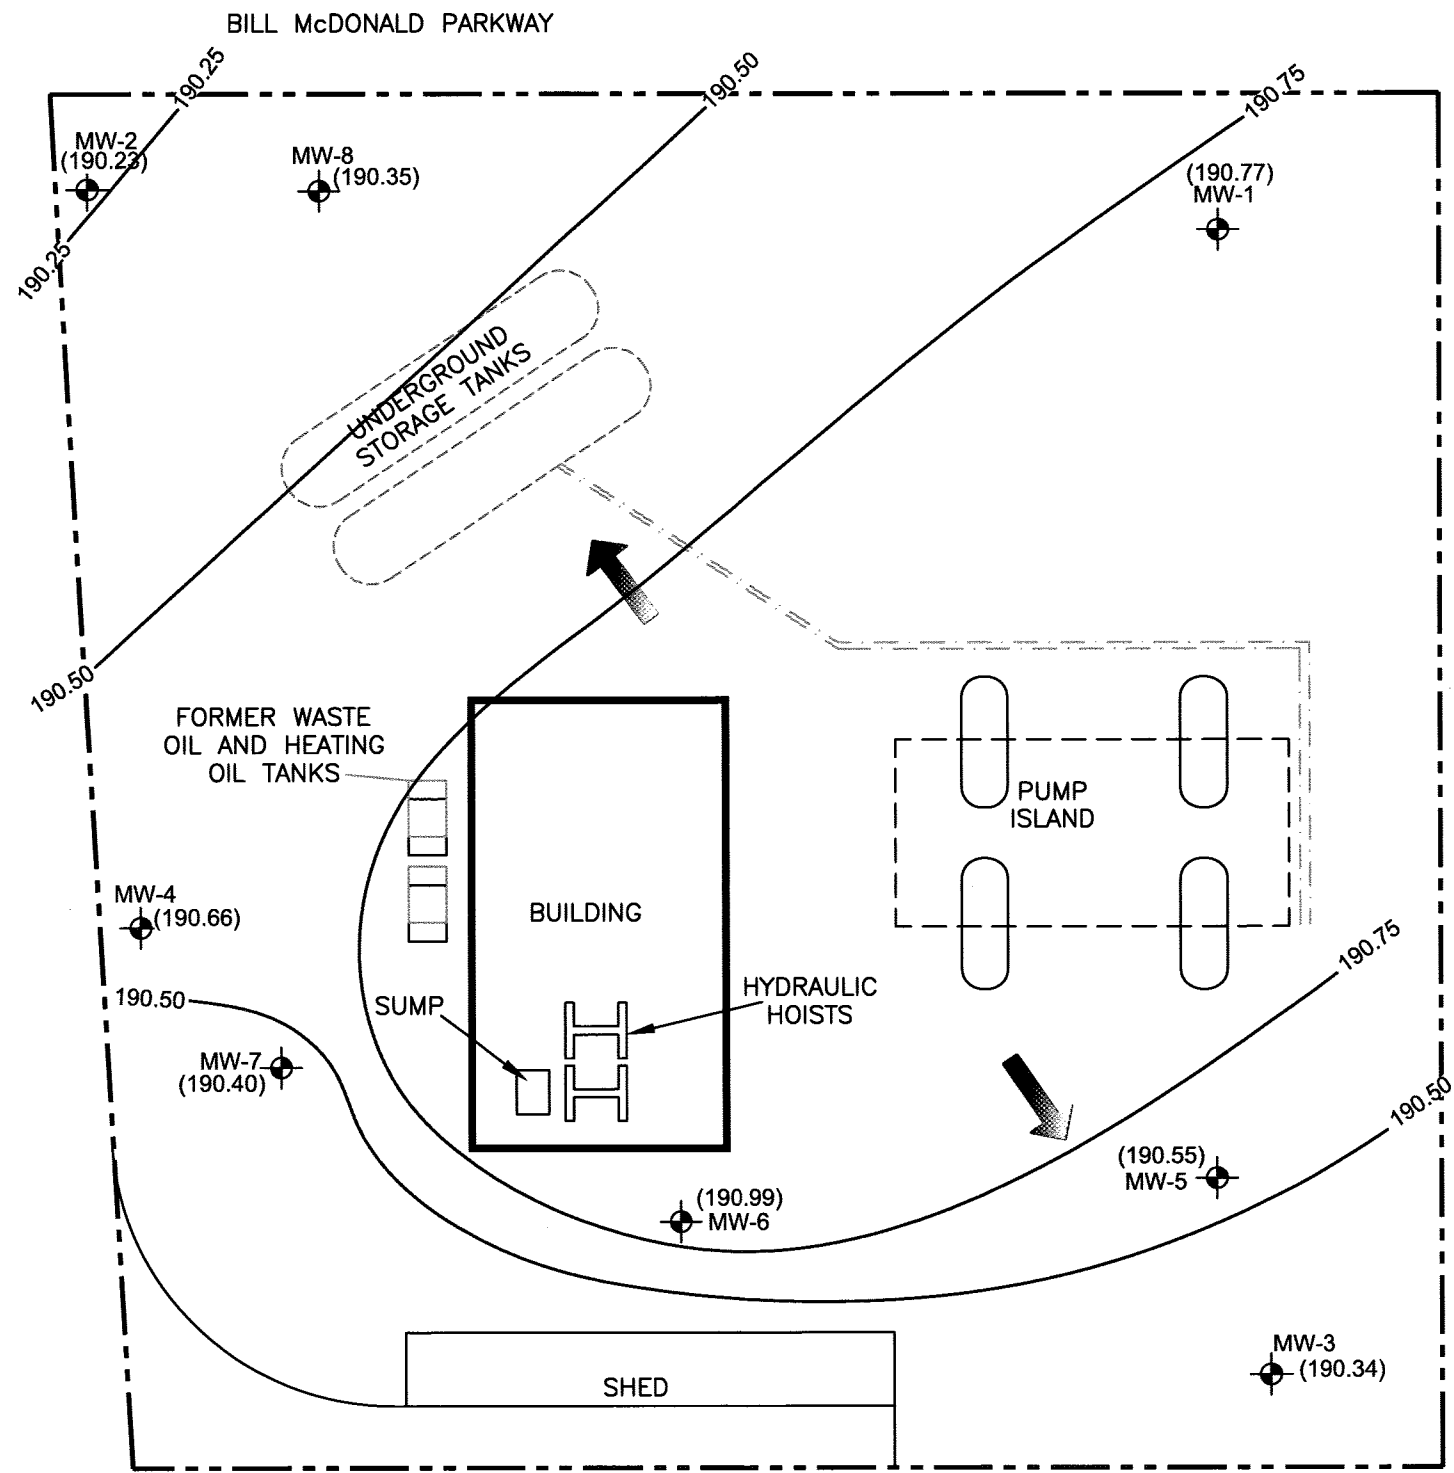 BILL McDONALD PARKWAY
190.25
190.50
190.75
MW-2
(190.23)
MW-8
(190.35)
(190.77)
MW-1
190.25
UNDERGROUND
STORAGE TANKS
190.50
FORMER WASTE
OIL AND HEATING
OIL TANKS
PUMP
ISLAND
MW-4
(190.66)
BUILDING
190.75
190.50
SUMP
HYDRAULIC
HOISTS
MW-7
(190.40)
190.50
(190.55)
MW-5
(190.99)
MW-6
MW-3
(190.34)
SHED